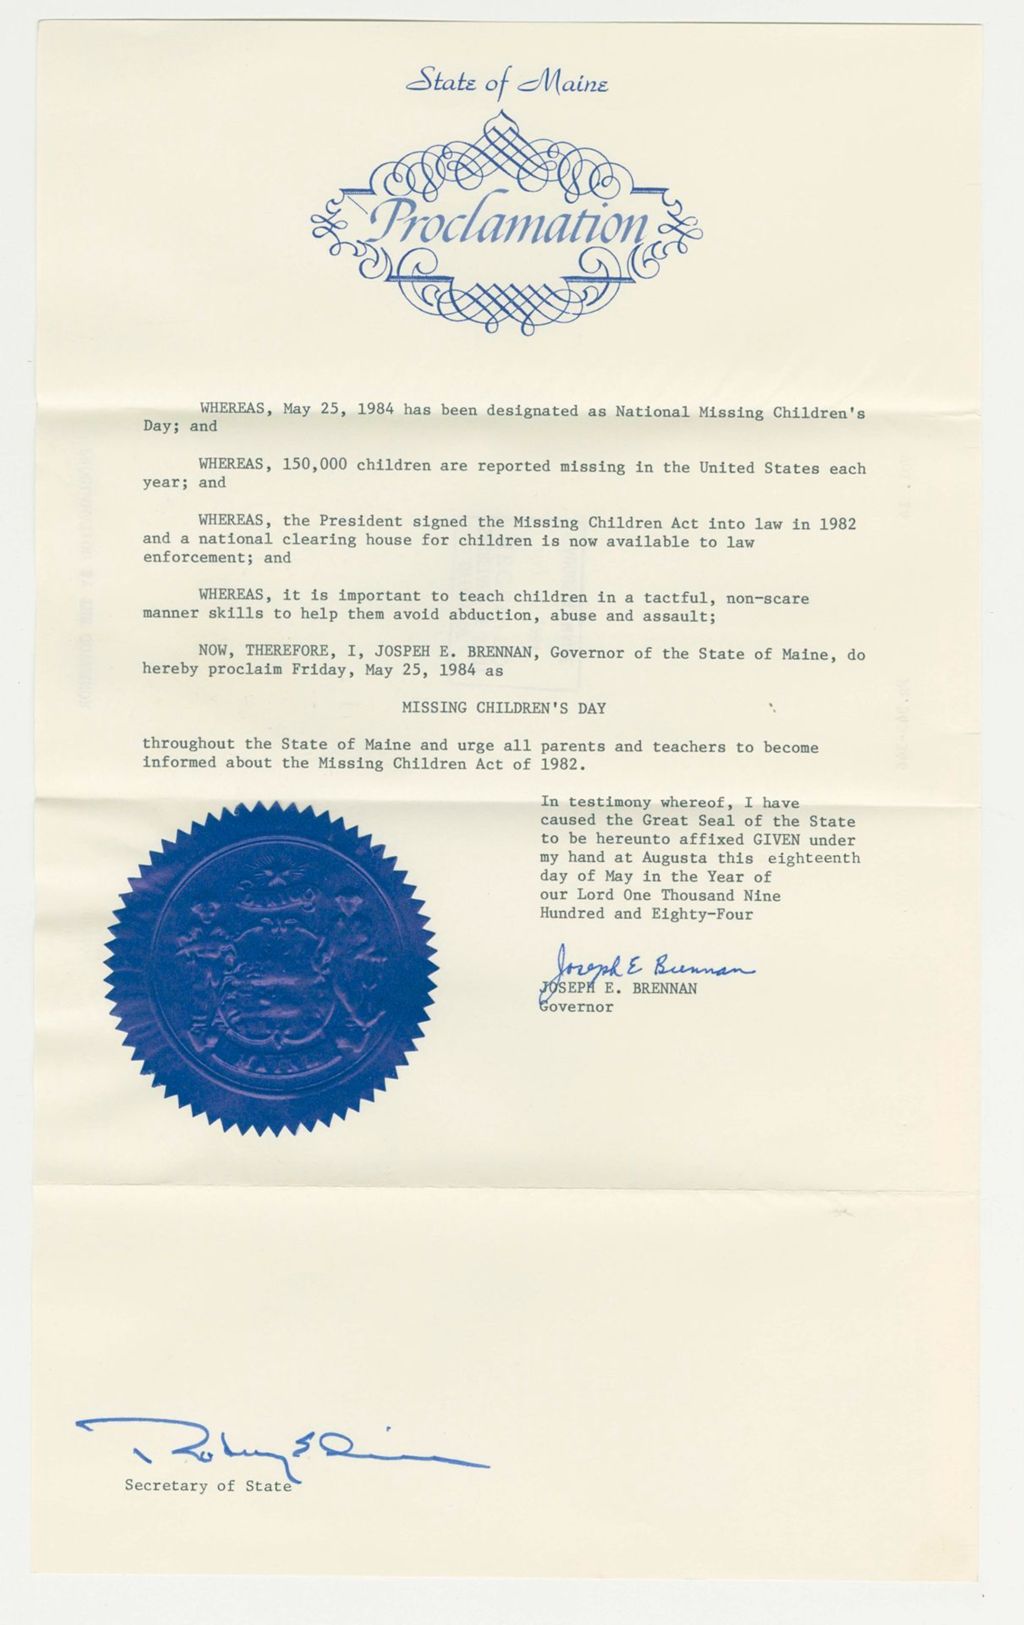 State of Maine
Proclamation
WHEREAS, May 25, 1984 has been designated as National Missing Children's
Day; and
WHEREAS, 150,000 children are reported missing in the United States each
year; and
WHEREAS, the President signed the Missing Children Act into law in 1982
and a national clearing house for children is now available to law
enforcement; and
WHEREAS, it is important to teach children in a tactful, non-scare
manner skills to help them avoid abduction, abuse and assault;
NOW, THEREFORE, I, JOSPEH E. BRENNAN, Governor of the State of Maine, do
hereby proclaim Friday, May 25, 1984 as
MISSING CHILDREN'S DAY
throughout the State of Maine and urge all parents and teachers to become
informed about the Missing Children Act of 1982.
In testimony whereof, I have
caused the Great Seal of the State
to be hereunto affixed GIVEN under
my hand at Augusta this eighteenth
day of May in the Year of
our Lord One Thousand Nine
Hundred and Eighty-Four
Joseph E Brennan
JOSEPH E. BRENNAN
Governor
MAINE
Secretary of State